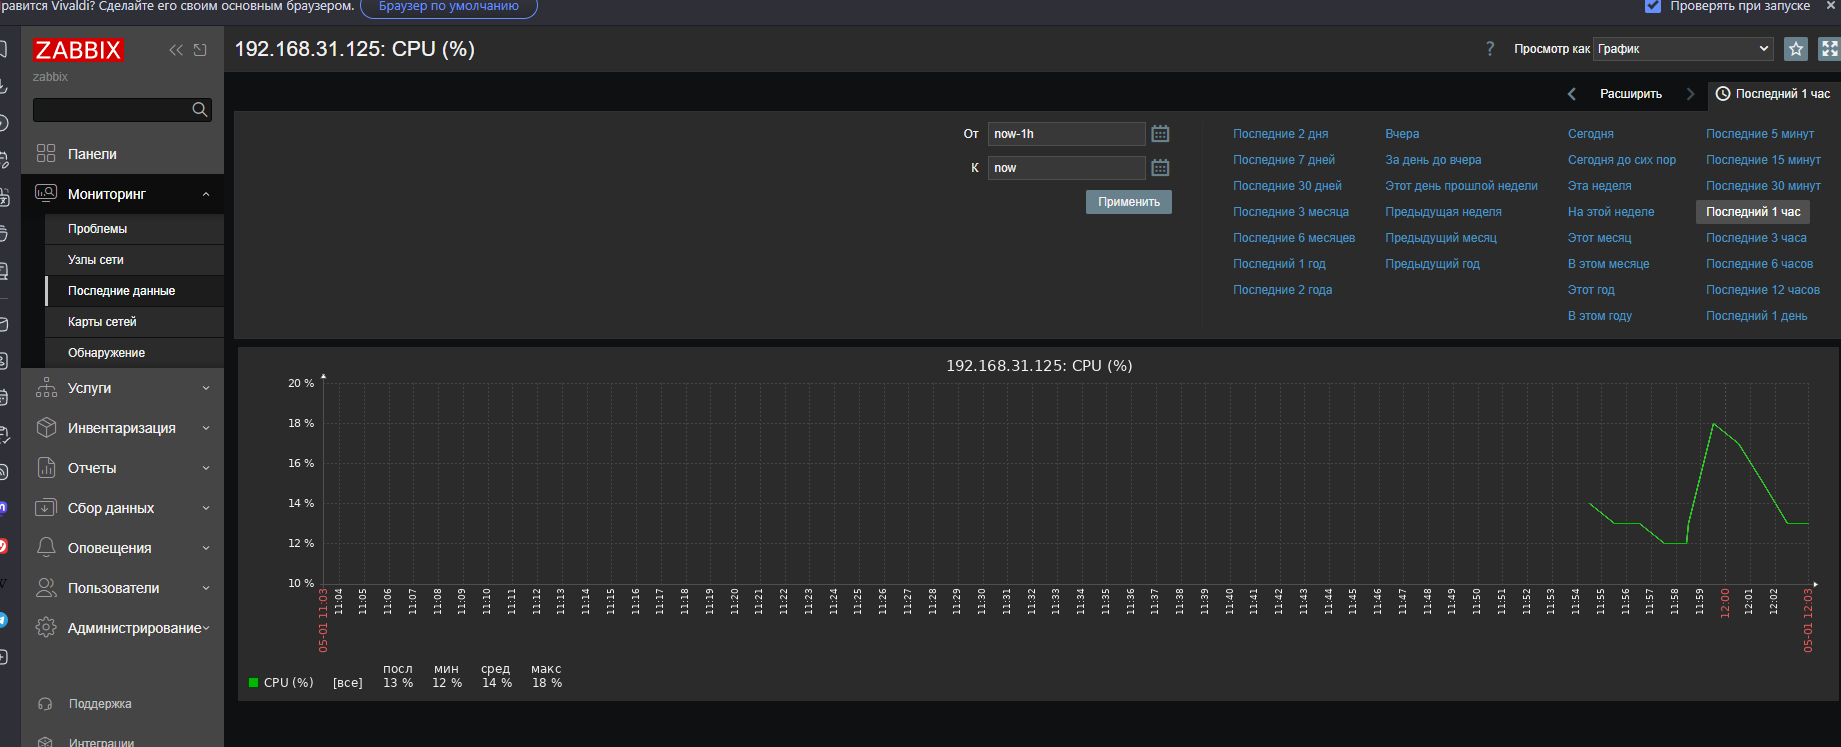 равится Vivaldi? Сделайте его своим основным браузером. Браузер по умолчанию Проверять при запуске
ZABBIX
zabbix
192.168.31.125: CPU (%)
? Просмотр как График
Панели
Мониторинг
Проблемы
Узлы сети
Последние данные
Карты сетей
Обнаружение
Услуги
Инвентаризация
Отчеты
Сбор данных
Оповещения
Пользователи
Администрирование
Поддержка
Интеграции
Расширить Последний 1 час
От now-1h
К now
Применить
Последние 2 дня Вчера Сегодня Последние 5 минут
Последние 7 дней За день до вчера Сегодня до сих пор Последние 15 минут
Последние 30 дней Этот день прошлой недели Эта неделя Последние 30 минут
Последние 3 месяца Предыдущая неделя На этой неделе Последний 1 час
Последние 6 месяцев Предыдущий месяц Этот месяц Последние 3 часа
Последний 1 год Предыдущий год В этом месяце Последние 6 часов
Последние 2 года Этот год Последние 12 часов
В этом году Последний 1 день
192.168.31.125: CPU (%)
20 %
18 %
16 %
14 %
12 %
10 %
05-01 11:03 11:04 11:05 11:06 11:07 11:08 11:09 11:10 11:11 11:12 11:13 11:14 11:15 11:16 11:17 11:18 11:19 11:20 11:21 11:22 11:23 11:24 11:25 11:26 11:27 11:28 11:29 11:30 11:31 11:32 11:33 11:34 11:35 11:36 11:37 11:38 11:39 11:40 11:41 11:42 11:43 11:44 11:45 11:46 11:47 11:48 11:49 11:50 11:51 11:52 11:53 11:54 11:55 11:56 11:57 11:58 11:59 12:00 12:01 12:02 05-01 12:03
посл мин сред макс
CPU (%) [все] 13 % 12 % 14 % 18 %